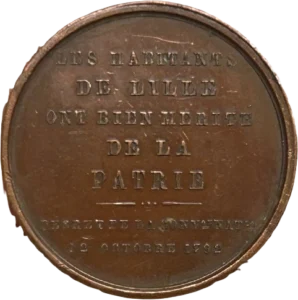 LES HABITANTS
DE LILLE
ONT BIEN MERITE
DE LA
PATRIE
DECRET DE LA CONVENTION
12 OCTOBRE 1792